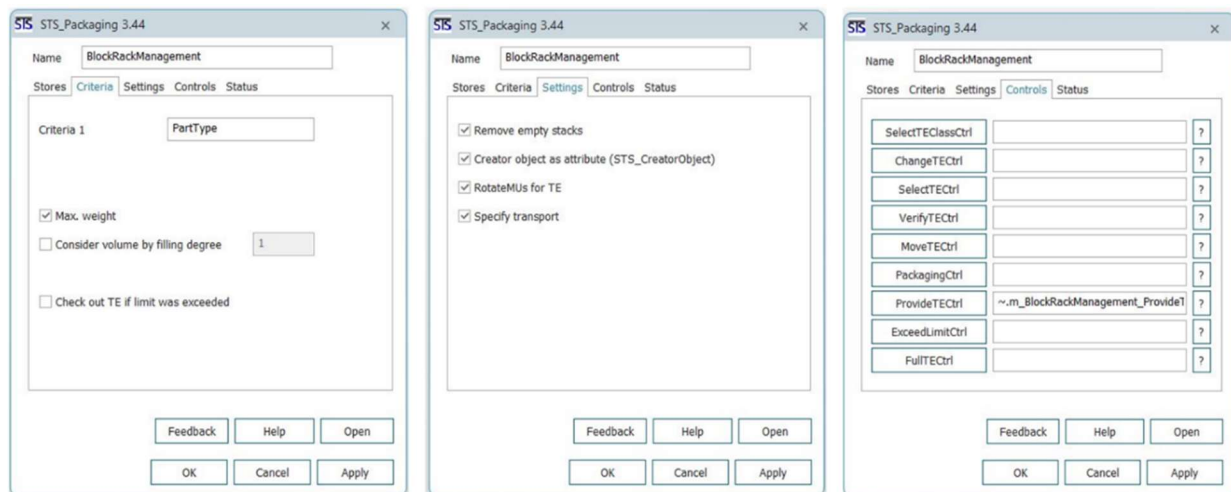 STS STS_Packaging 3.44 ×
Name BlockRackManagement
Stores Criteria Settings Controls Status
Criteria 1 PartType
Max. weight
Consider volume by filling degree 1
Check out TE if limit was exceeded
Feedback Help Open
OK Cancel Apply
STS STS_Packaging 3.44 ×
Name BlockRackManagement
Stores Criteria Settings Controls Status
Remove empty stacks
Creator object as attribute (STS_CreatorObject)
RotateMUs for TE
Specify transport
Feedback Help Open
OK Cancel Apply
STS STS_Packaging 3.44 ×
Name BlockRackManagement
Stores Criteria Settings Controls Status
SelectTEClassCtrl ?
ChangeTECtrl ?
SelectTECtrl ?
VerifyTECtrl ?
MoveTECtrl ?
PackagingCtrl ?
ProvideTECtrl ~.m_BlockRackManagement_ProvideT ?
ExceedLimitCtrl ?
FullTECtrl ?
Feedback Help Open
OK Cancel Apply